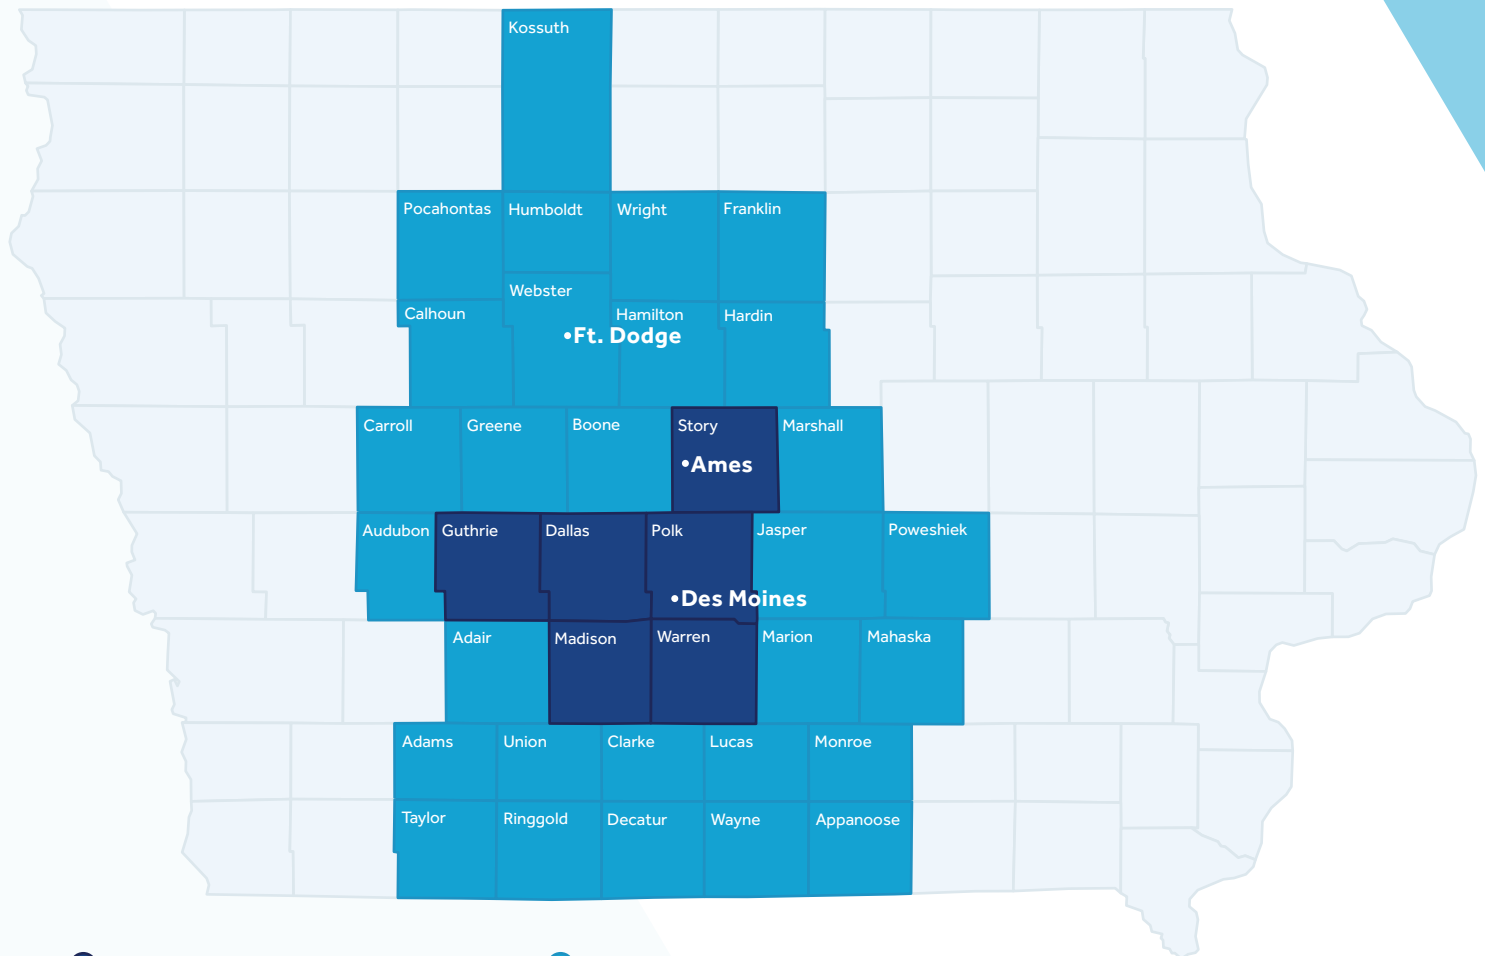 Kossuth
Pocahontas Humboldt Wright Franklin
Webster
Calhoun Hamilton Hardin
•Ft. Dodge
Carroll Greene Boone Story Marshall
•Ames
Audubon Guthrie Dallas Polk Jasper Poweshiek
•Des Moines
Adair Madison Warren Marion Mahaska
Adams Union Clarke Lucas Monroe
Taylor Ringgold Decatur Wayne Appanoose